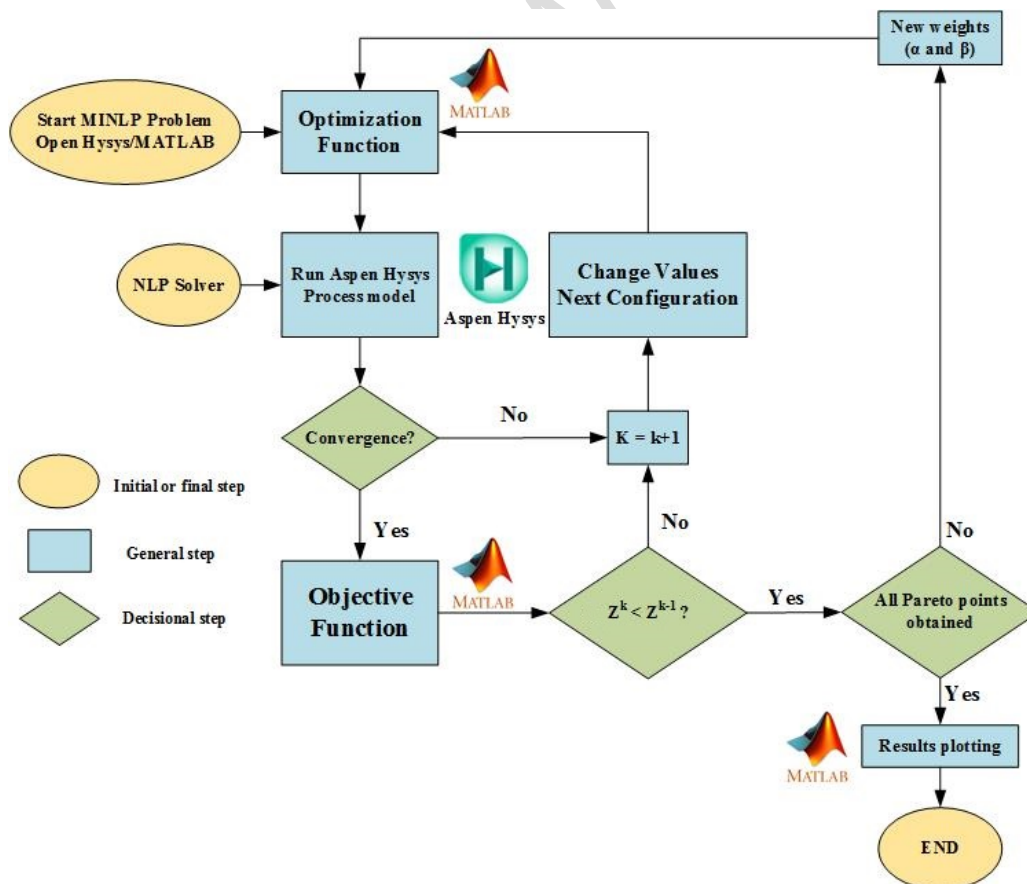 New weights
(α and β)
MATLAB
Start MINLP Problem
Open Hysys/MATLAB
Optimization
Function
NLP Solver
Run Aspen Hysys
Process model
Aspen Hysys
Change Values
Next Configuration
Convergence?
No
K = k+1
Initial or final step
Yes
No
No
General step
Objective
Function
MATLAB
Z^k < Z^k-1 ?
Yes
All Pareto points
obtained
Decisional step
Yes
MATLAB
Results plotting
END